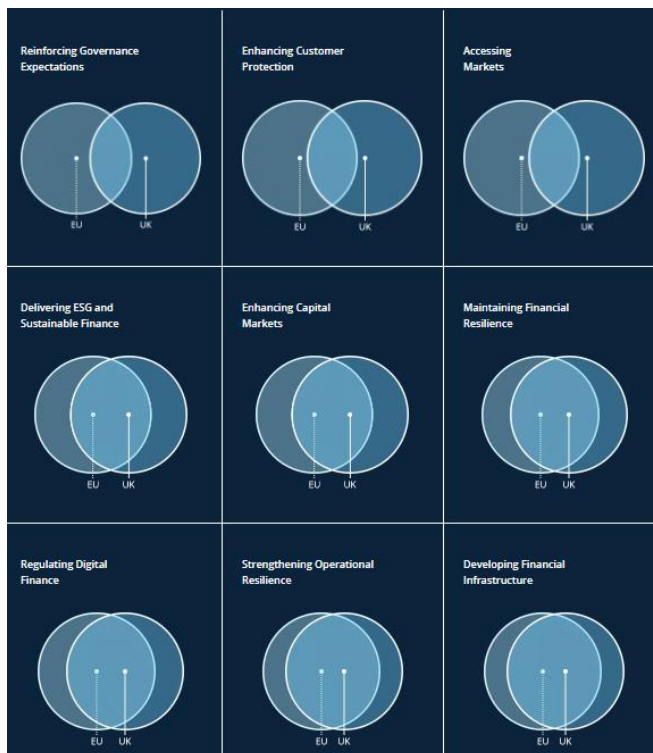 Reinforcing Governance
Expectations
EU
UK
Enhancing Customer
Protection
EU
UK
Accessing
Markets
EU
UK
Delivering ESG and
Sustainable Finance
EU
UK
Enhancing Capital
Markets
EU
UK
Maintaining Financial
Resilience
EU
UK
Regulating Digital
Finance
EU
UK
Strengthening Operational
Resilience
EU
UK
Developing Financial
Infrastructure
EU
UK